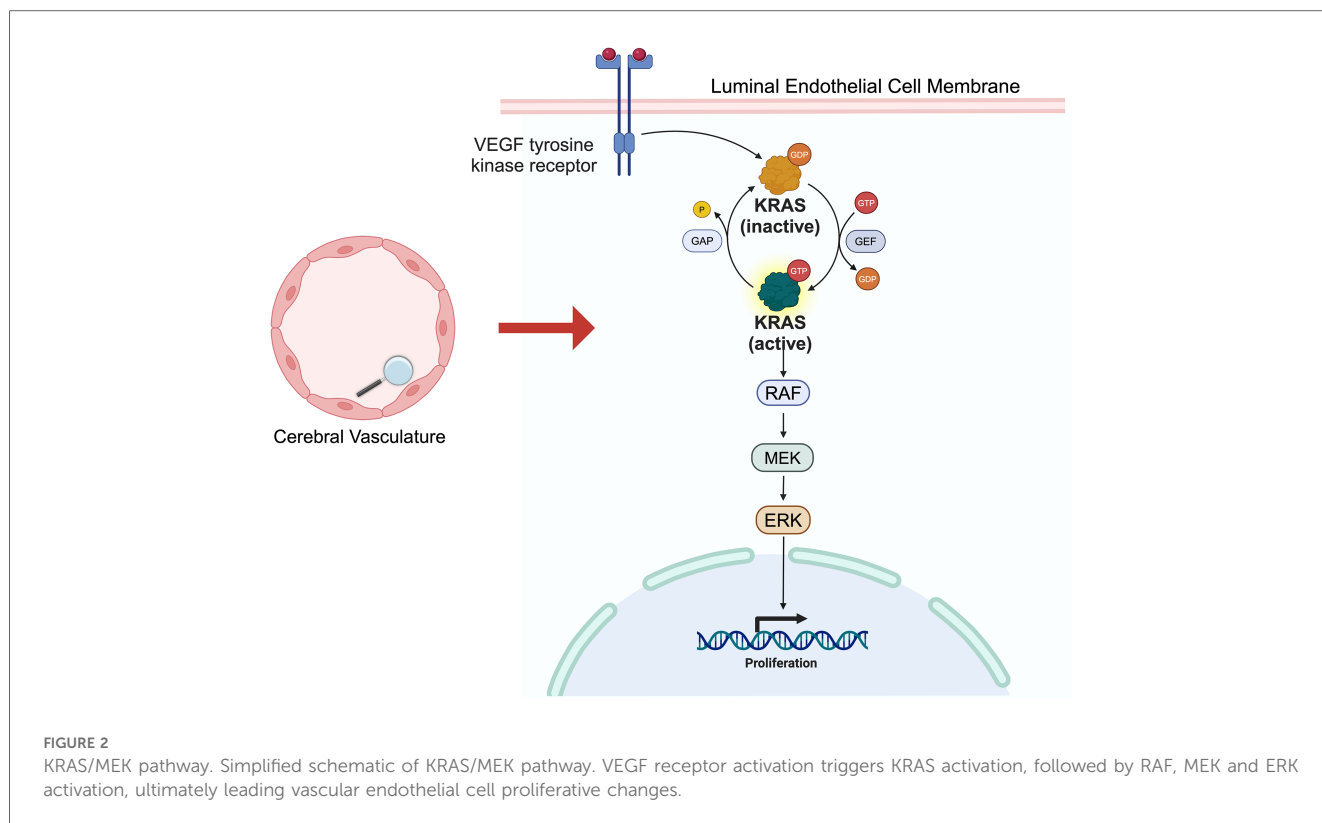 Luminal Endothelial Cell Membrane
VEGF tyrosine
kinase receptor
GDP
KRAS
(inactive)
P
GTP
GAP
GEF
GTP
GDP
KRAS
(active)
RAF
MEK
ERK
Cerebral Vasculature
Proliferation
FIGURE 2
KRAS/MEK pathway. Simplified schematic of KRAS/MEK pathway. VEGF receptor activation triggers KRAS activation, followed by RAF, MEK and ERK
activation, ultimately leading vascular endothelial cell proliferative changes.